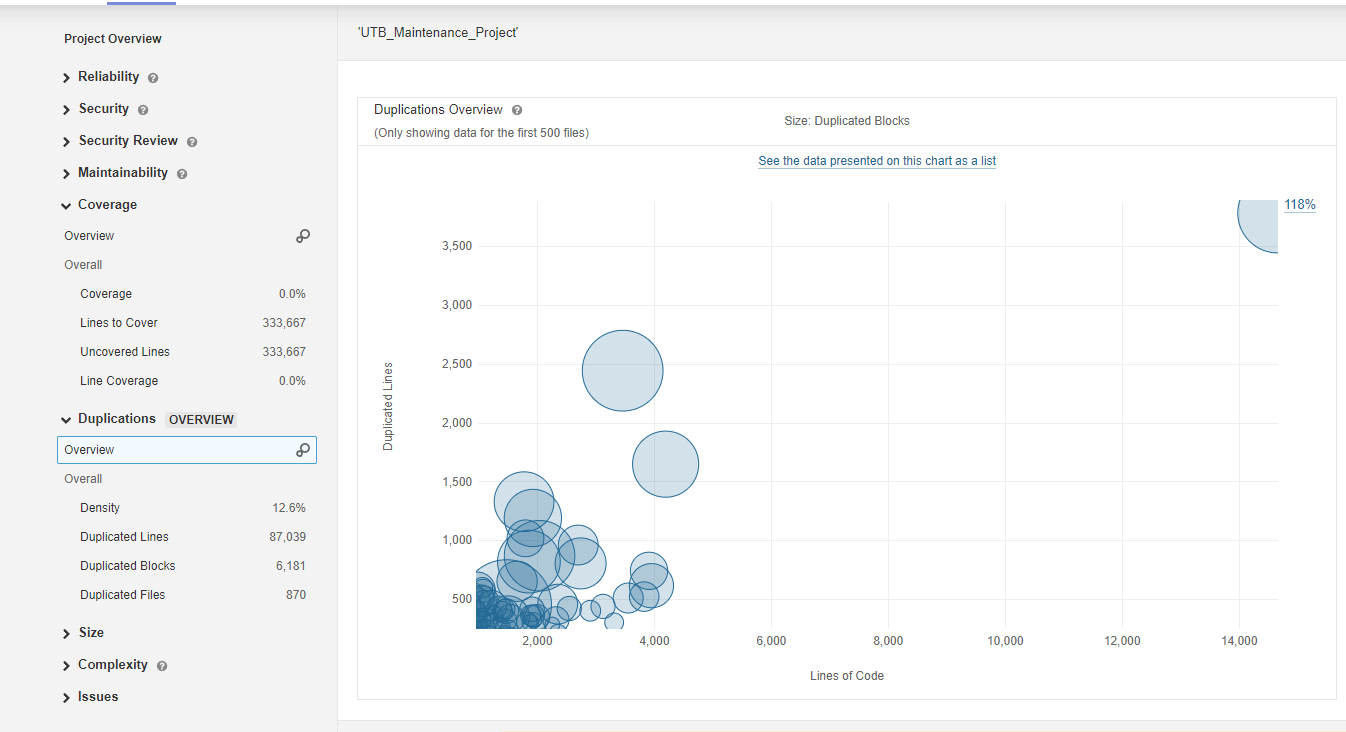 Project Overview
Reliability ?
Security ?
Security Review ?
Maintainability ?
Coverage
Overview
Overall
Coverage 0.0%
Lines to Cover 333,667
Uncovered Lines 333,667
Line Coverage 0.0%
Duplications OVERVIEW
Overview
Overall
Density 12.6%
Duplicated Lines 87,039
Duplicated Blocks 6,181
Duplicated Files 870
Size
Complexity ?
Issues
'UTB_Maintenance_Project'
Duplications Overview ?
(Only showing data for the first 500 files)
Size: Duplicated Blocks
See the data presented on this chart as a list
118%
3,500
3,000
2,500
2,000
1,500
1,000
500
Duplicated Lines
2,000 4,000 6,000 8,000 10,000 12,000 14,000
Lines of Code